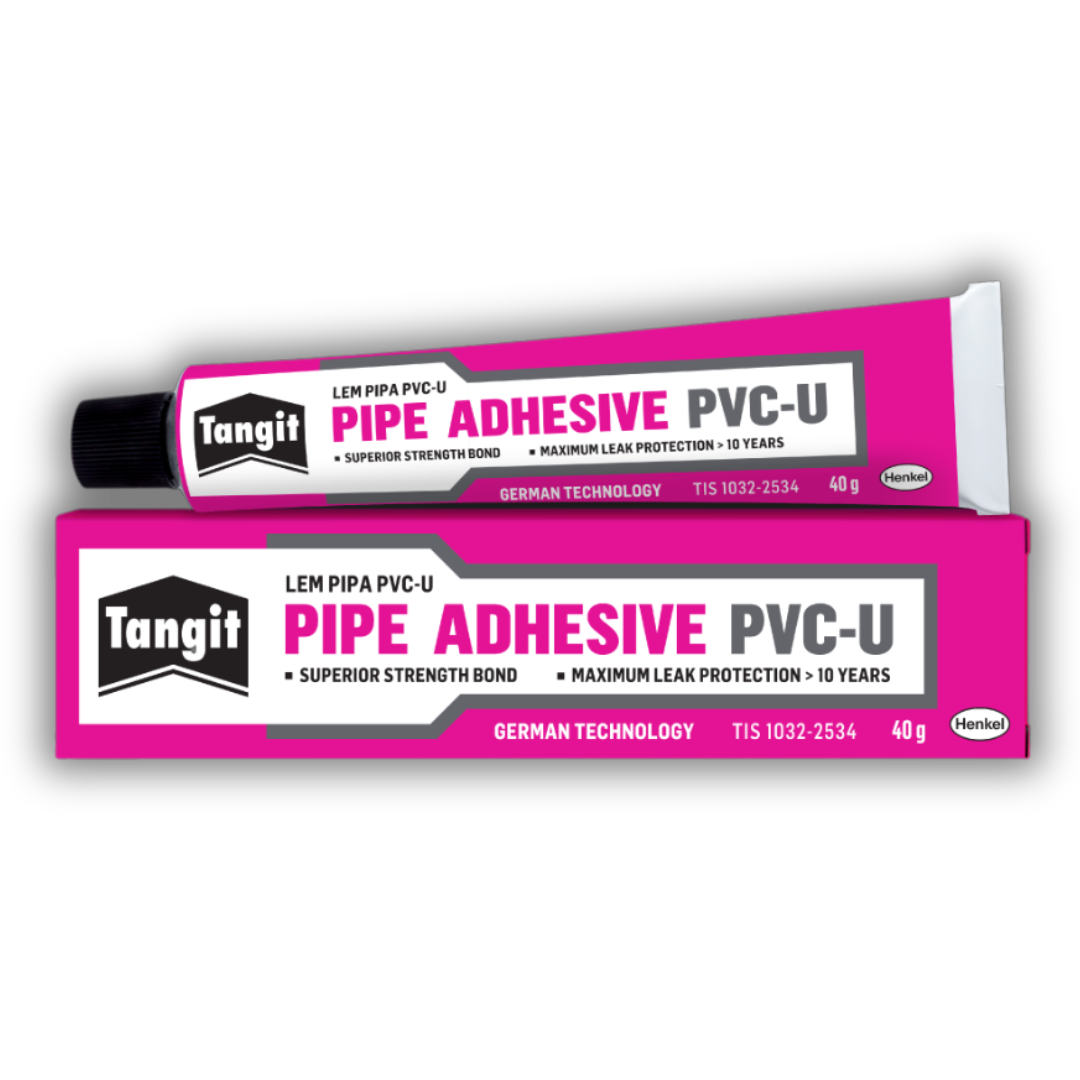 Tangit
LEM PIPA PVC-U
PIPE ADHESIVE PVC-U
▪ SUPERIOR STRENGTH BOND ▪ MAXIMUM LEAK PROTECTION > 10 YEARS
GERMAN TECHNOLOGY TIS 1032-2534 40 g Henkel
Tangit
LEM PIPA PVC-U
PIPE ADHESIVE PVC-U
▪ SUPERIOR STRENGTH BOND ▪ MAXIMUM LEAK PROTECTION > 10 YEARS
GERMAN TECHNOLOGY TIS 1032-2534 40 g Henkel